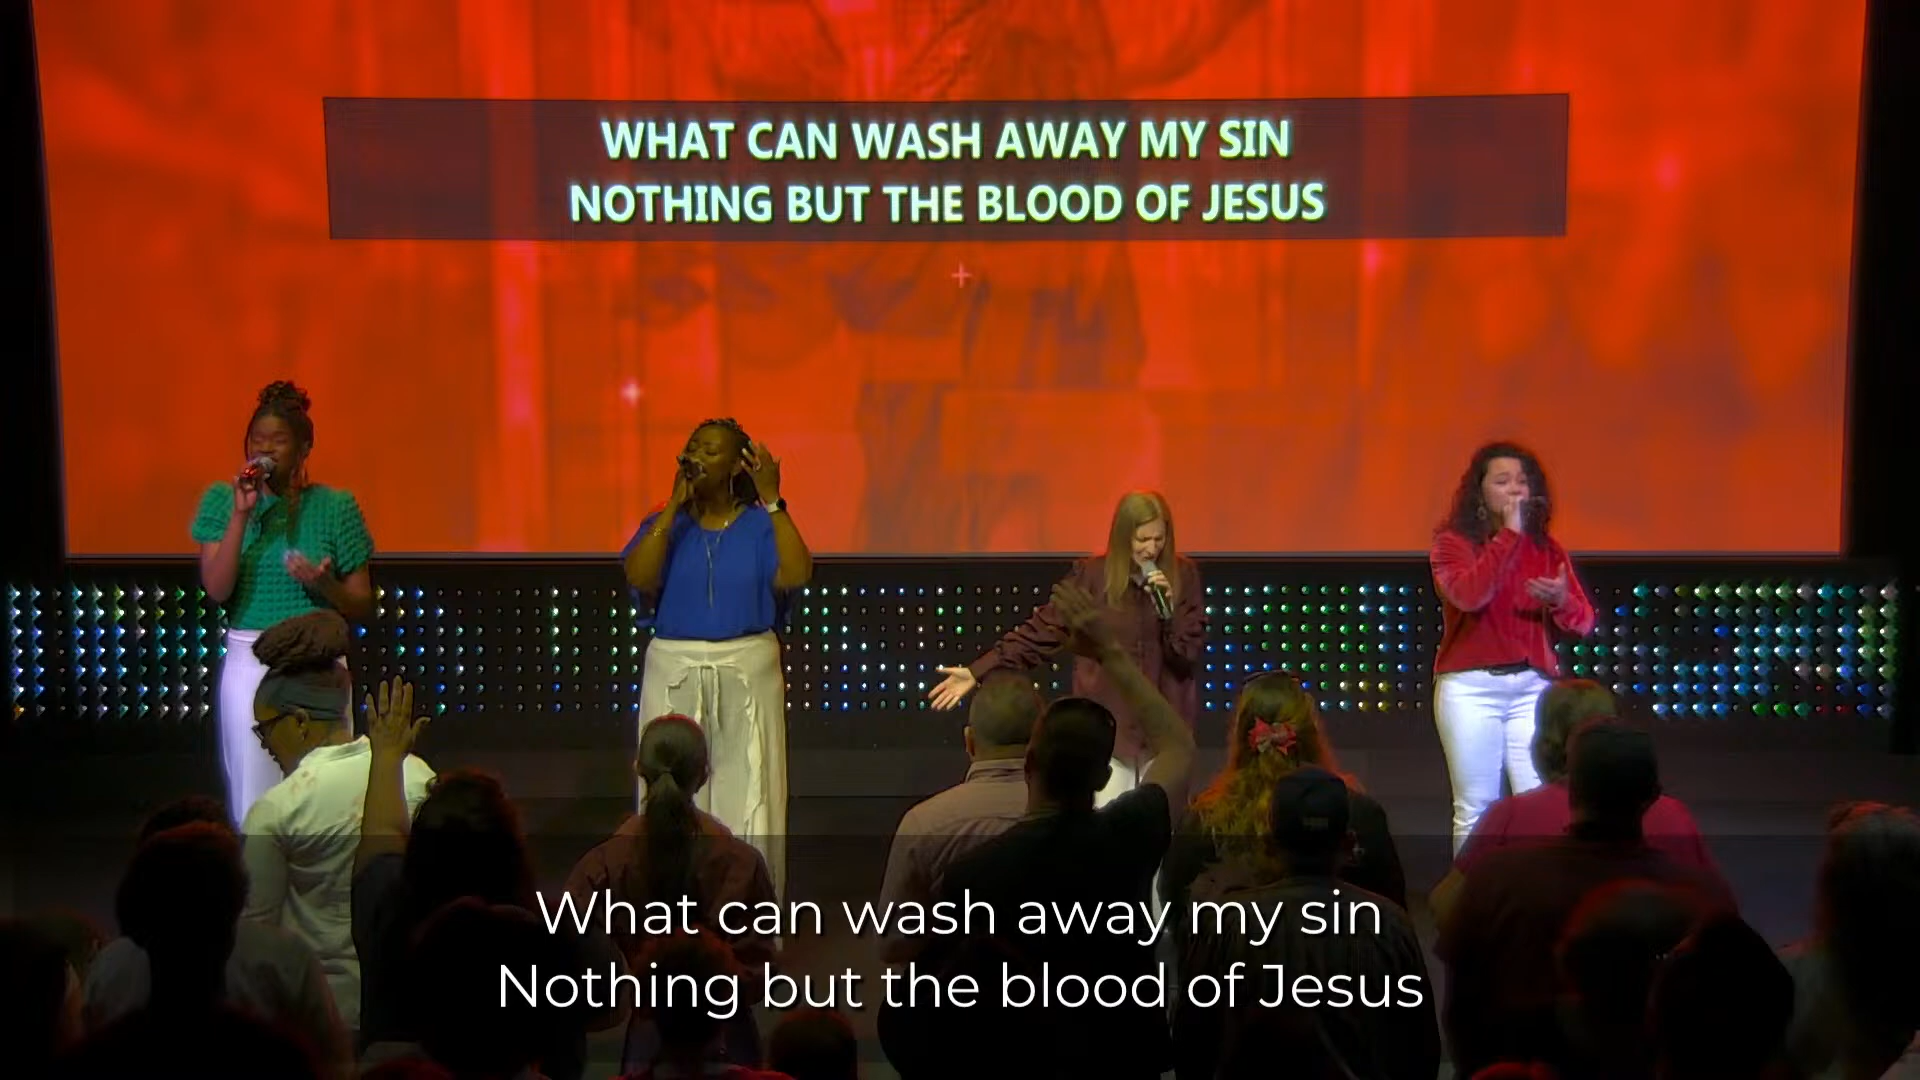 WHAT CAN WASH AWAY MY SIN
NOTHING BUT THE BLOOD OF JESUS
What can wash away my sin
Nothing but the blood of Jesus